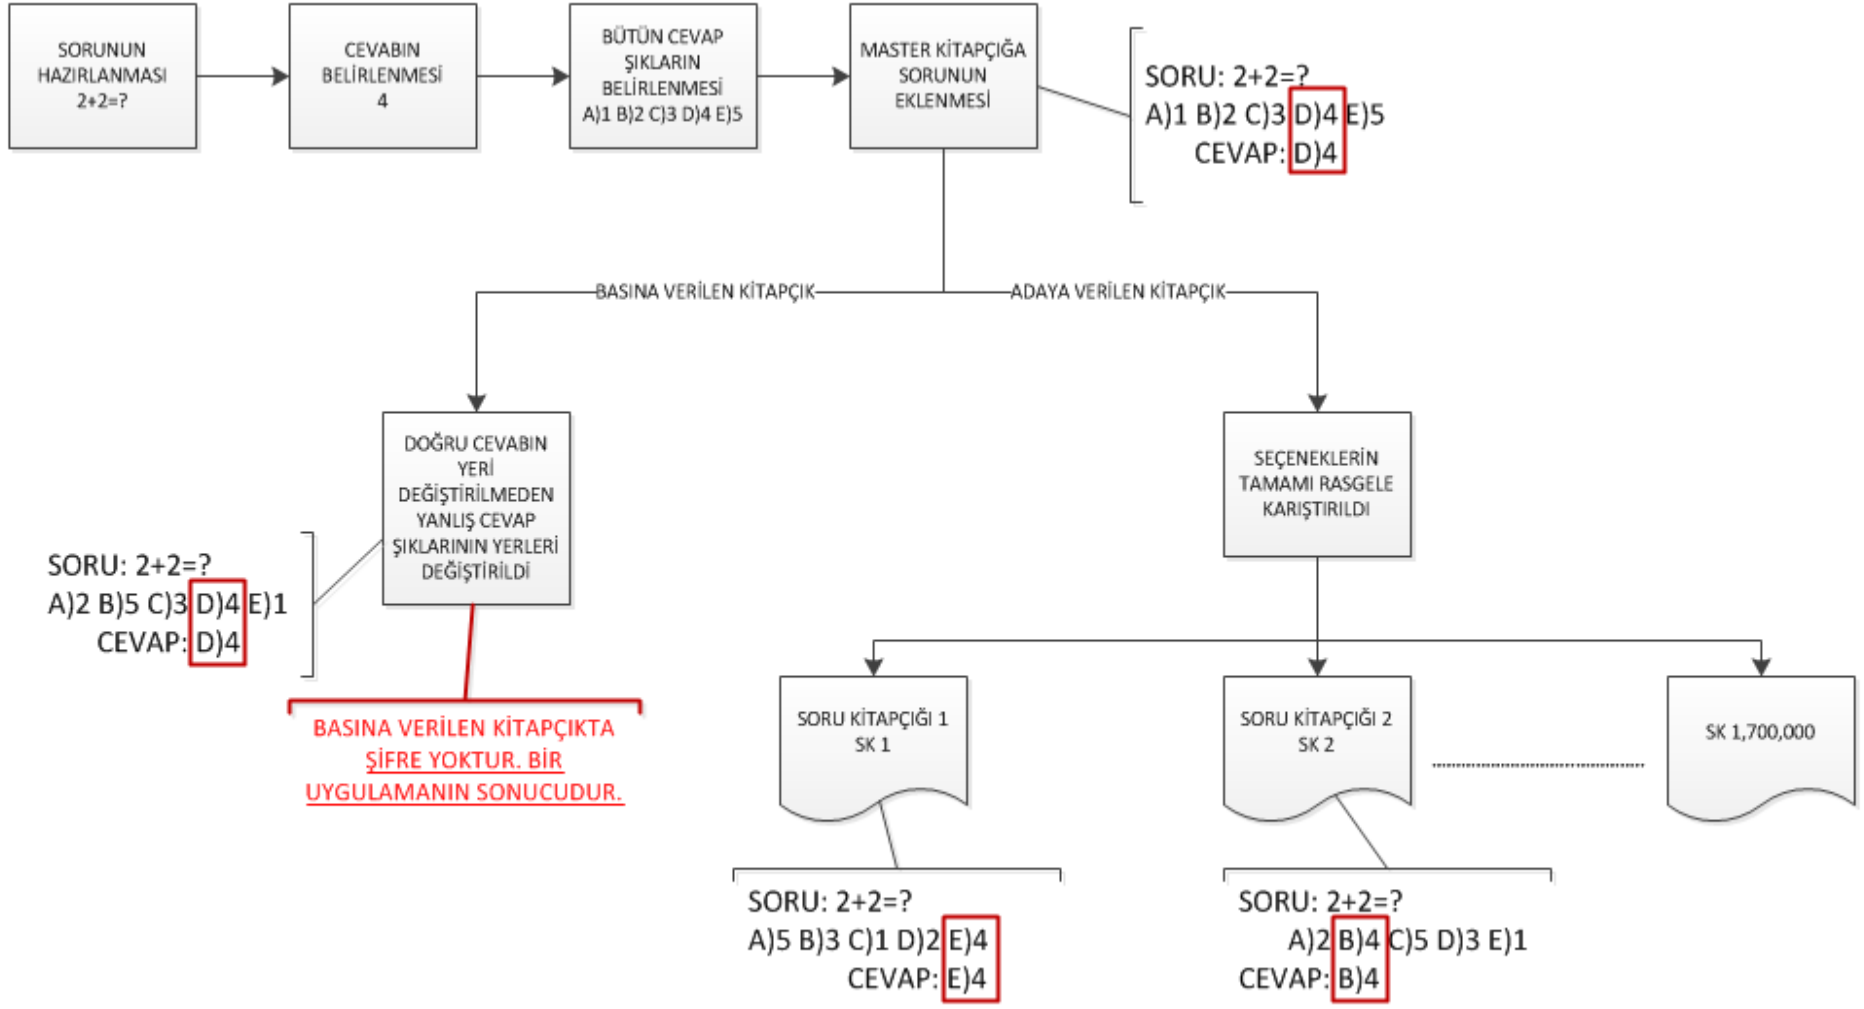 SORUNUN
HAZIRLANMASI
2+2=?
CEVABIN
BELİRLENMESİ
4
BÜTÜN CEVAP
ŞIKLARIN
BELİRLENMESİ
A)1 B)2 C)3 D)4 E)5
MASTER KİTAPÇIĞA
SORUNUN
EKLENMESİ
SORU: 2+2=?
A)1 B)2 C)3 D)4 E)5
CEVAP: D)4
BASINA VERİLEN KİTAPÇIK
ADAYA VERİLEN KİTAPÇIK
DOĞRU CEVABIN
YERİ
DEĞİŞTİRİLMEDEN
YANLIŞ CEVAP
ŞIKLARININ YERLERİ
DEĞİŞTİRİLDİ
SEÇENEKLERİN
TAMAMI RASGELE
KARIŞTIRILDI
SORU: 2+2=?
A)2 B)5 C)3 D)4 E)1
CEVAP: D)4
BASINA VERİLEN KİTAPÇIKTA
ŞİFRE YOKTUR. BİR
UYGULAMANIN SONUCUDUR.
SORU KİTAPÇIĞI 1
SK 1
SORU KİTAPÇIĞI 2
SK 2
SK 1,700,000
SORU: 2+2=?
A)5 B)3 C)1 D)2 E)4
CEVAP: E)4
SORU: 2+2=?
A)2 B)4 C)5 D)3 E)1
CEVAP: B)4